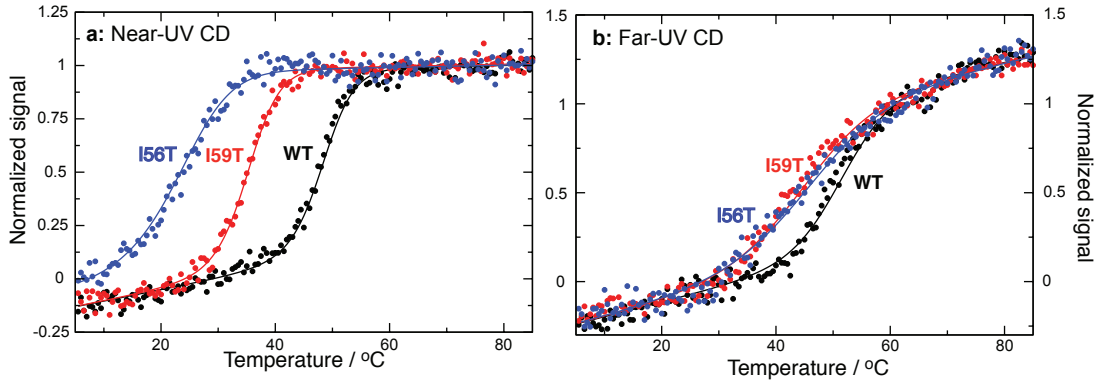 a: Near-UV CD
Normalized signal
1.25
1
0.75
0.5
0.25
0
-0.25
I56T
I59T
WT
20
40
60
80
Temperature / °C
b: Far-UV CD
1.5
1
0.5
0
I59T
WT
I56T
20
40
60
80
Temperature / °C
1.5
1
0.5
0
Normalized signal